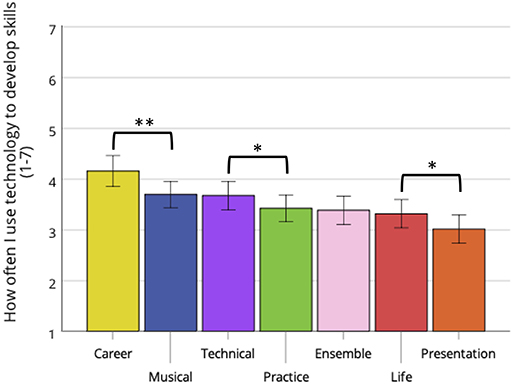 How often I use technology to develop skills
(1-7)
7
6
5
4
3
2
1
**
*
*
Career
Musical
Technical
Practice
Ensemble
Life
Presentation